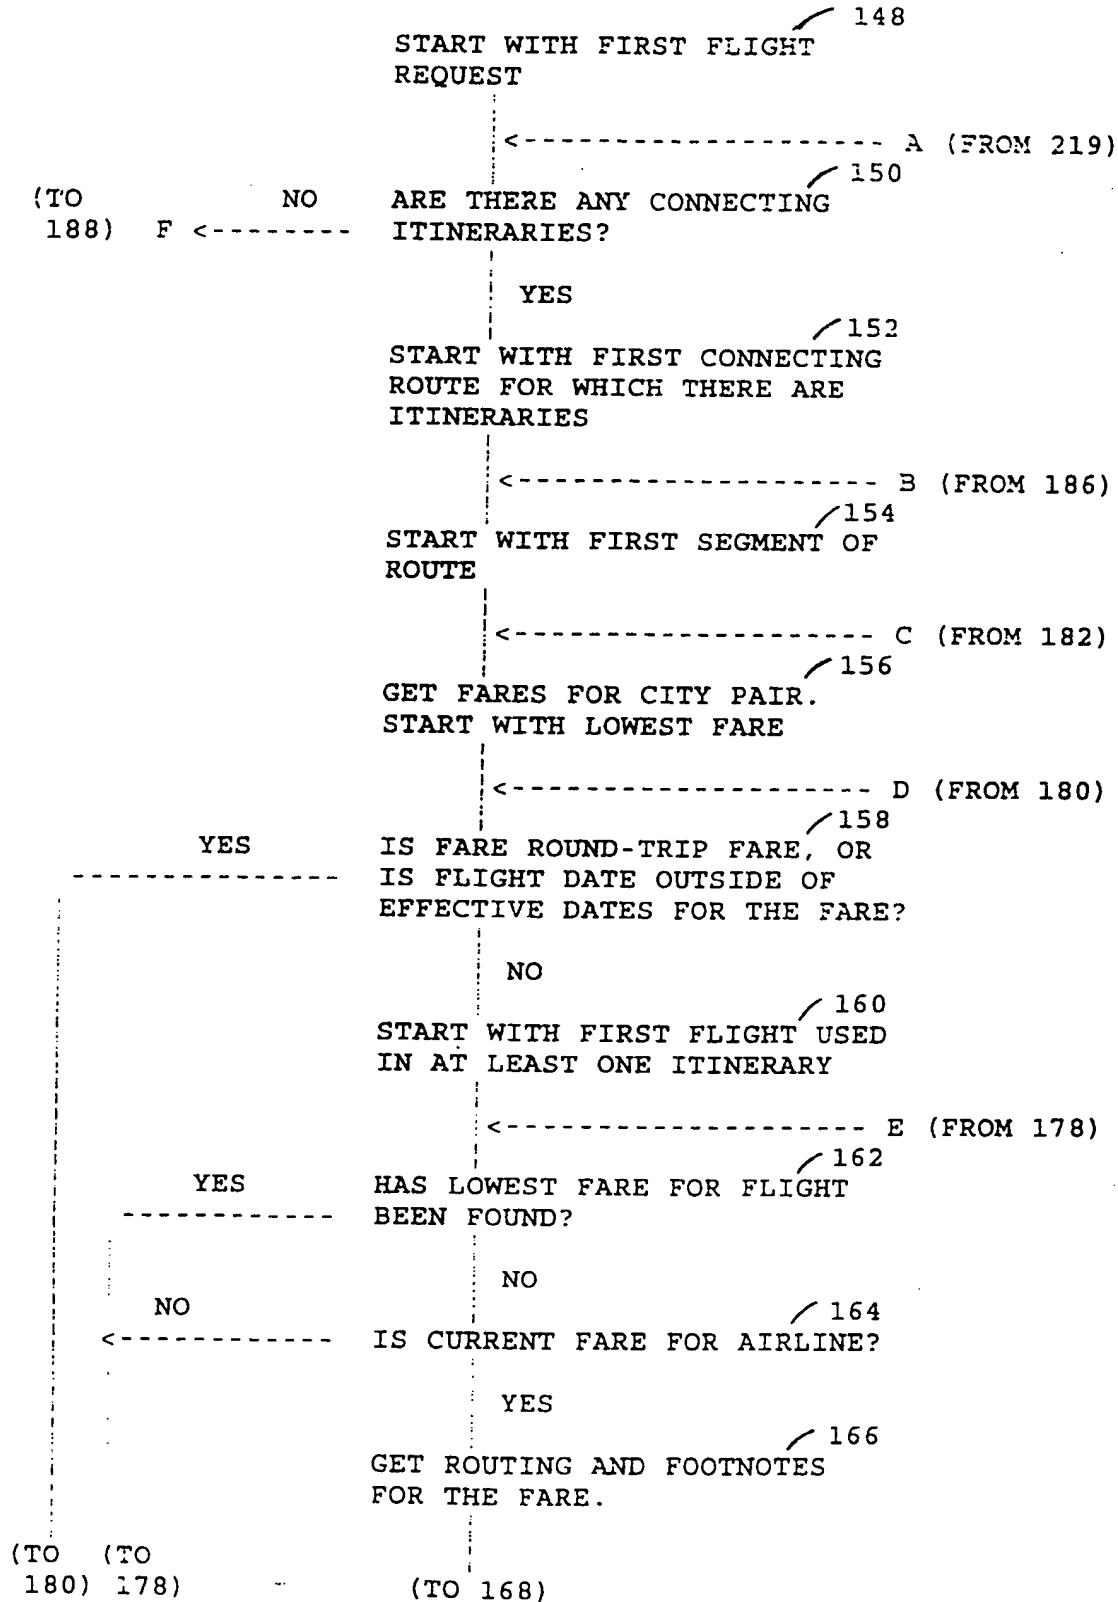 148
START WITH FIRST FLIGHT
REQUEST
<------------------- A (FROM 219)
150
(TO NO ARE THERE ANY CONNECTING
188) F <-------- ITINERARIES?
YES
152
START WITH FIRST CONNECTING
ROUTE FOR WHICH THERE ARE
ITINERARIES
<------------------- B (FROM 186)
154
START WITH FIRST SEGMENT OF
ROUTE
<------------------- C (FROM 182)
156
GET FARES FOR CITY PAIR.
START WITH LOWEST FARE
<------------------- D (FROM 180)
158
YES IS FARE ROUND-TRIP FARE, OR
-------------- IS FLIGHT DATE OUTSIDE OF
EFFECTIVE DATES FOR THE FARE?
NO
160
START WITH FIRST FLIGHT USED
IN AT LEAST ONE ITINERARY
<------------------- E (FROM 178)
162
YES HAS LOWEST FARE FOR FLIGHT
------------ BEEN FOUND?
NO
NO 164
<------------ IS CURRENT FARE FOR AIRLINE?
YES
166
GET ROUTING AND FOOTNOTES
FOR THE FARE.
(TO (TO
180) 178) (TO 168)